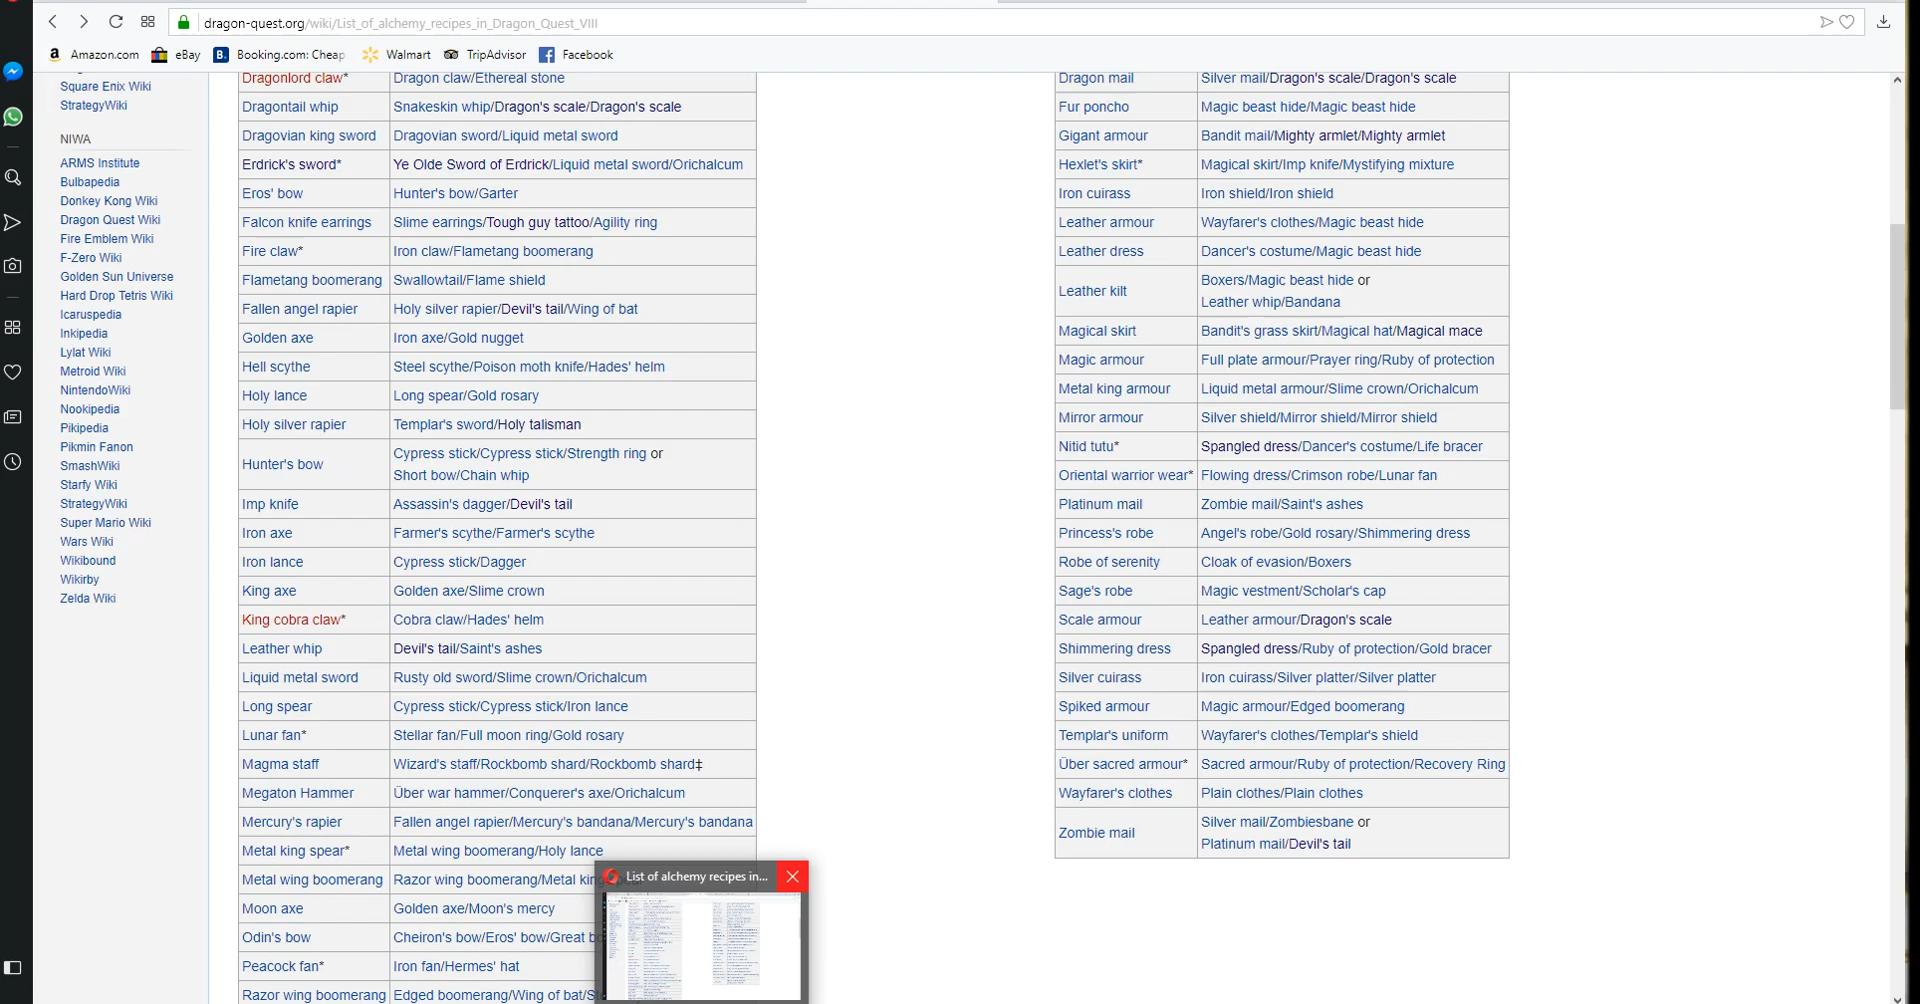 dragon-quest.org/wiki/List_of_alchemy_recipes_in_Dragon_Quest_VIII
Amazon.com eBay Booking.com: Cheap Walmart TripAdvisor Facebook
Square Enix Wiki
StrategyWiki
NIWA
ARMS Institute
Bulbapedia
Donkey Kong Wiki
Dragon Quest Wiki
Fire Emblem Wiki
F-Zero Wiki
Golden Sun Universe
Hard Drop Tetris Wiki
Icaruspedia
Inkipedia
Lylat Wiki
Metroid Wiki
NintendoWiki
Nookipedia
Pikipedia
Pikmin Fanon
SmashWiki
Starfy Wiki
StrategyWiki
Super Mario Wiki
Wars Wiki
Wikibound
Wikirby
Zelda Wiki
Dragonlord claw* Dragon claw/Ethereal stone
Dragontail whip Snakeskin whip/Dragon's scale/Dragon's scale
Dragovian king sword Dragovian sword/Liquid metal sword
Erdrick's sword* Ye Olde Sword of Erdrick/Liquid metal sword/Orichalcum
Eros' bow Hunter's bow/Garter
Falcon knife earrings Slime earrings/Tough guy tattoo/Agility ring
Fire claw* Iron claw/Flametang boomerang
Flametang boomerang Swallowtail/Flame shield
Fallen angel rapier Holy silver rapier/Devil's tail/Wing of bat
Golden axe Iron axe/Gold nugget
Hell scythe Steel scythe/Poison moth knife/Hades' helm
Holy lance Long spear/Gold rosary
Holy silver rapier Templar's sword/Holy talisman
Hunter's bow Cypress stick/Cypress stick/Strength ring or
Short bow/Chain whip
Imp knife Assassin's dagger/Devil's tail
Iron axe Farmer's scythe/Farmer's scythe
Iron lance Cypress stick/Dagger
King axe Golden axe/Slime crown
King cobra claw* Cobra claw/Hades' helm
Leather whip Devil's tail/Saint's ashes
Liquid metal sword Rusty old sword/Slime crown/Orichalcum
Long spear Cypress stick/Cypress stick/Iron lance
Lunar fan* Stellar fan/Full moon ring/Gold rosary
Magma staff Wizard's staff/Rockbomb shard/Rockbomb shard‡
Megaton Hammer Über war hammer/Conquerer's axe/Orichalcum
Mercury's rapier Fallen angel rapier/Mercury's bandana/Mercury's bandana
Metal king spear* Metal wing boomerang/Holy lance
Metal wing boomerang Razor wing boomerang/Metal king
Moon axe Golden axe/Moon's mercy
Odin's bow Cheiron's bow/Eros' bow/Great bo
Peacock fan* Iron fan/Hermes' hat
Razor wing boomerang Edged boomerang/Wing of bat/St
Dragon mail Silver mail/Dragon's scale/Dragon's scale
Fur poncho Magic beast hide/Magic beast hide
Gigant armour Bandit mail/Mighty armlet/Mighty armlet
Hexlet's skirt* Magical skirt/Imp knife/Mystifying mixture
Iron cuirass Iron shield/Iron shield
Leather armour Wayfarer's clothes/Magic beast hide
Leather dress Dancer's costume/Magic beast hide
Leather kilt Boxers/Magic beast hide or
Leather whip/Bandana
Magical skirt Bandit's grass skirt/Magical hat/Magical mace
Magic armour Full plate armour/Prayer ring/Ruby of protection
Metal king armour Liquid metal armour/Slime crown/Orichalcum
Mirror armour Silver shield/Mirror shield/Mirror shield
Nitid tutu* Spangled dress/Dancer's costume/Life bracer
Oriental warrior wear* Flowing dress/Crimson robe/Lunar fan
Platinum mail Zombie mail/Saint's ashes
Princess's robe Angel's robe/Gold rosary/Shimmering dress
Robe of serenity Cloak of evasion/Boxers
Sage's robe Magic vestment/Scholar's cap
Scale armour Leather armour/Dragon's scale
Shimmering dress Spangled dress/Ruby of protection/Gold bracer
Silver cuirass Iron cuirass/Silver platter/Silver platter
Spiked armour Magic armour/Edged boomerang
Templar's uniform Wayfarer's clothes/Templar's shield
Über sacred armour* Sacred armour/Ruby of protection/Recovery Ring
Wayfarer's clothes Plain clothes/Plain clothes
Zombie mail Silver mail/Zombiesbane or
Platinum mail/Devil's tail
List of alchemy recipes in...